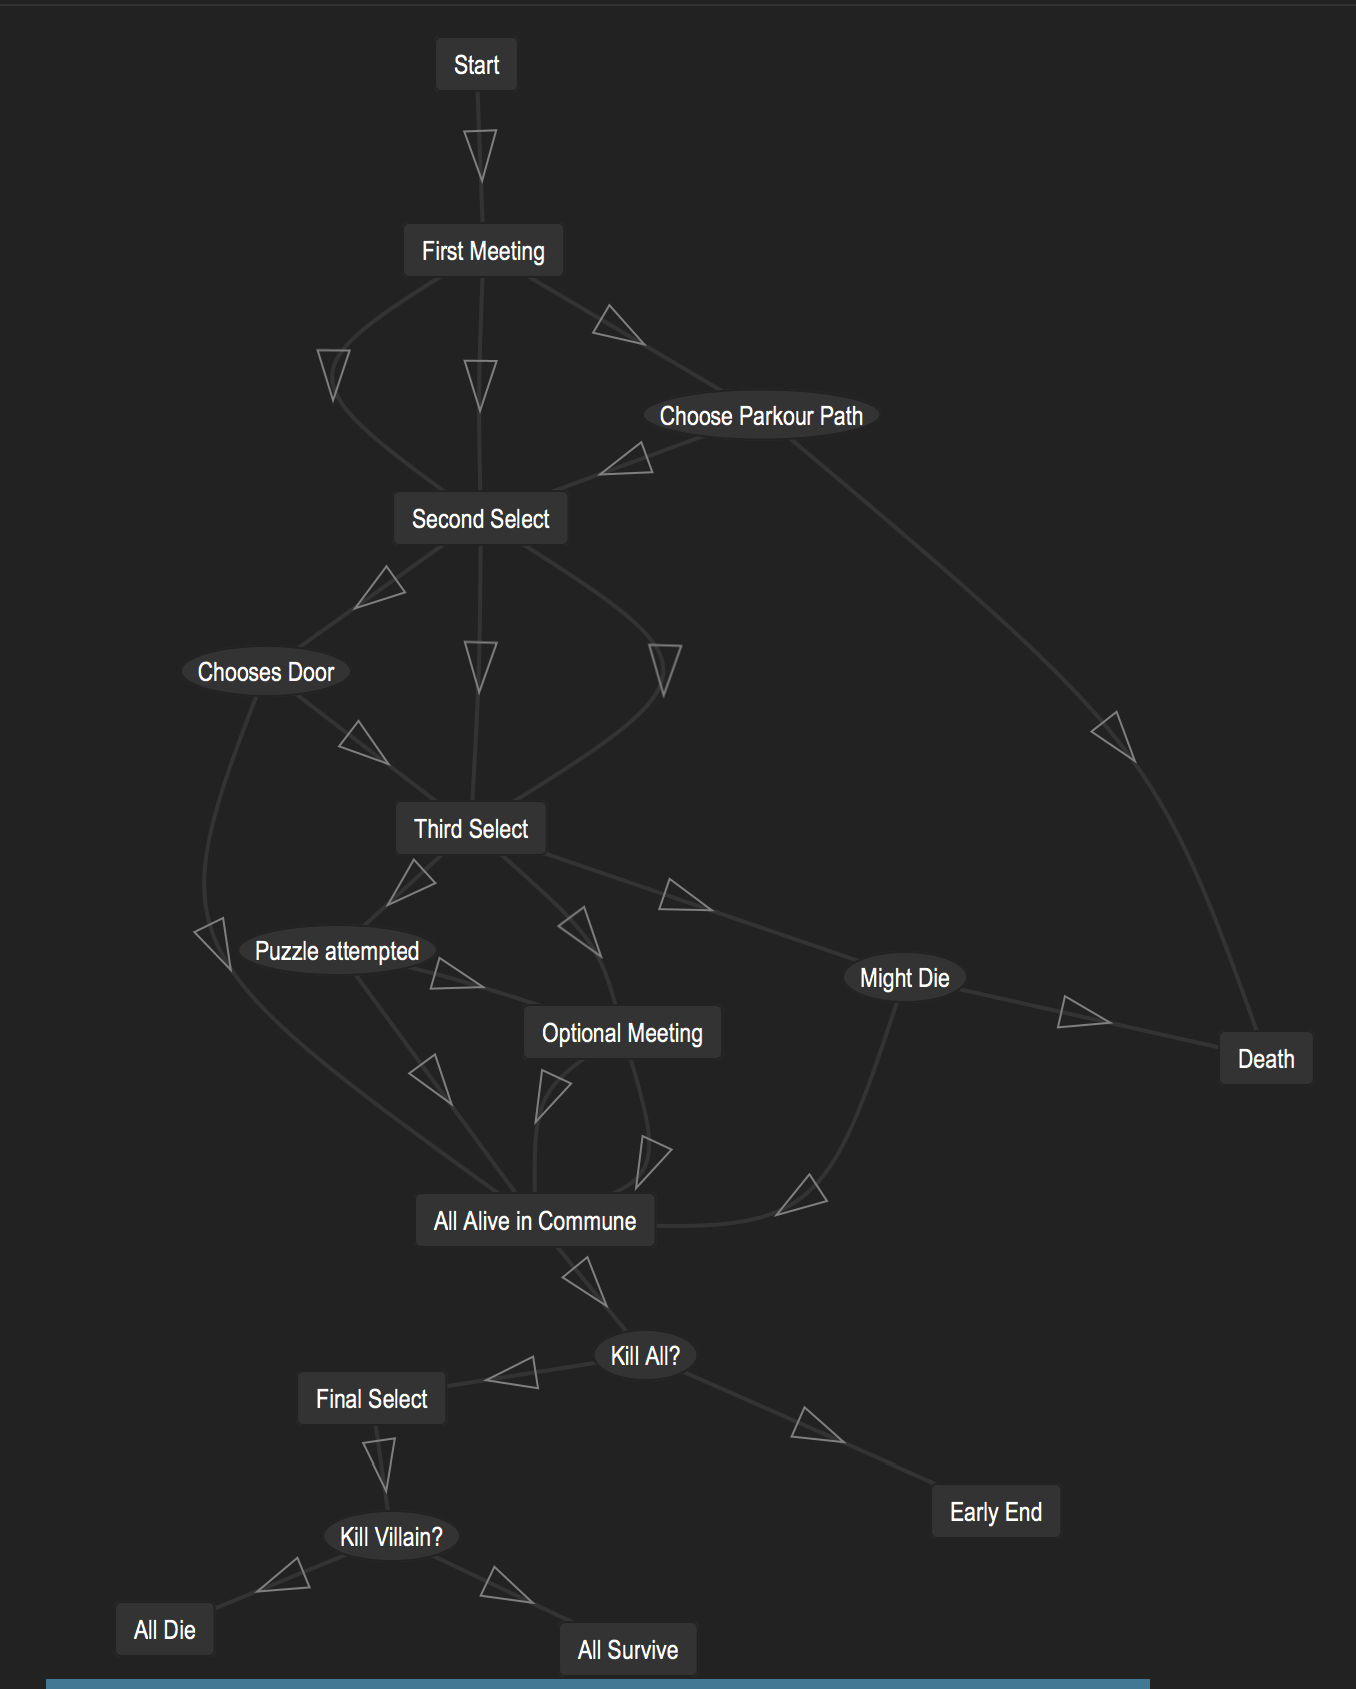 Start
First Meeting
Choose Parkour Path
Second Select
Chooses Door
Third Select
Puzzle attempted
Might Die
Optional Meeting
Death
All Alive in Commune
Kill All?
Final Select
Early End
Kill Villain?
All Die
All Survive